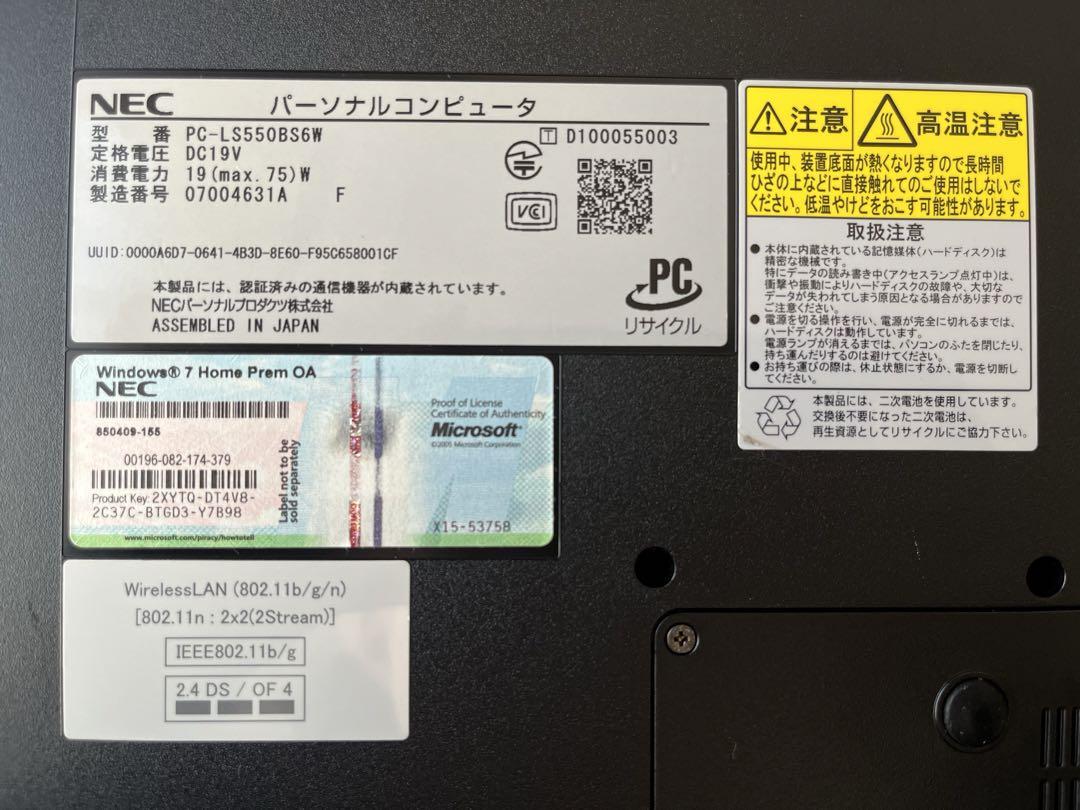 NEC パーソナルコンピュータ
型 番 PC-LS550BS6W
定格電圧 DC19V
消費電力 19(max.75)W
製造番号 07004631A F
T D100055003
VCI
UUID:0000A6D7-0641-4B3D-8E60-F95C658001CF
本製品には、認証済みの通信機器が内蔵されています。
NECパーソナルプロダクツ株式会社
ASSEMBLED IN JAPAN
PC
リサイクル
注意 高温注意
使用中、装置底面が熱くなりますので長時間
ひざの上などに直接触れてのご使用はしないで
ください。低温やけどをおこす可能性があります。
取扱注意
● 本体に内蔵されている記憶媒体(ハードディスク)は
精密な機械です。
特にデータの読み書き中(アクセスランプ点灯中)は、
衝撃や振動によりハードディスクの故障や、大切な
データが失われてしまう原因となる場合がありますので
ご注意ください。
● 電源を切る操作を行い、電源が完全に切れるまでは、
ハードディスクは動作しています。
電源ランプが消えるまでは、パソコンのふたを閉じたり、
持ち運んだりするのは避けてください。
● お持ち運びの際は、休止状態にするか、電源を切断し
てください。
本製品には、二次電池を使用しています。
交換後不要になった二次電池は、
再生資源としてリサイクルにご協力下さい。
Windows® 7 Home Prem OA
NEC
850409-155
00196-082-174-379
Product Key: 2XYTQ-DT4V8-
2C37C-BTGD3-Y7B98
www.microsoft.com/piracy/howtotell
Label not to be
sold separately
Proof of License
Certificate of Authenticity
Microsoft®
©2005 Microsoft Corporation
X15-53758
WirelessLAN (802.11b/g/n)
[802.11n : 2x2(2Stream)]
IEEE802.11b/g
2.4 DS / OF 4